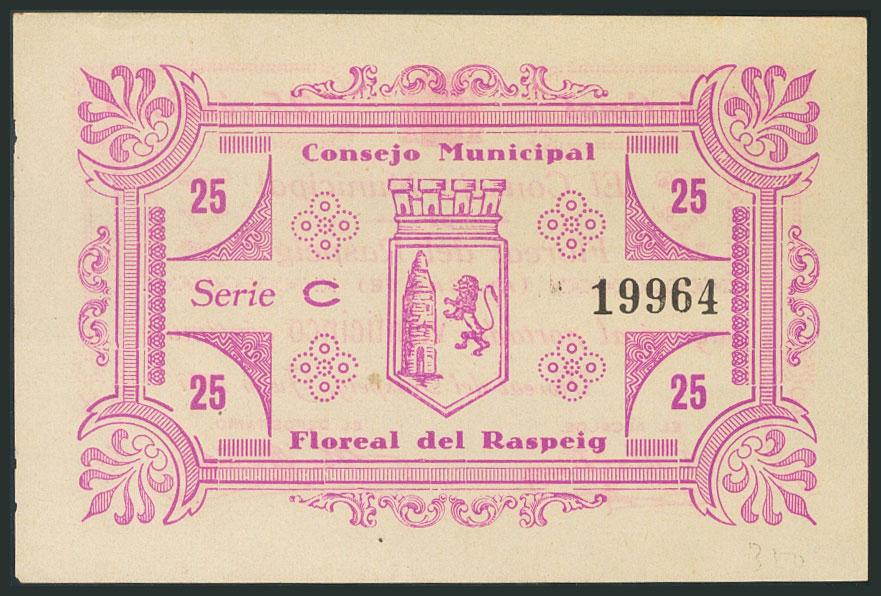 Consejo Municipal
25 25
Serie C 19964
25 25
Floreal del Raspeig